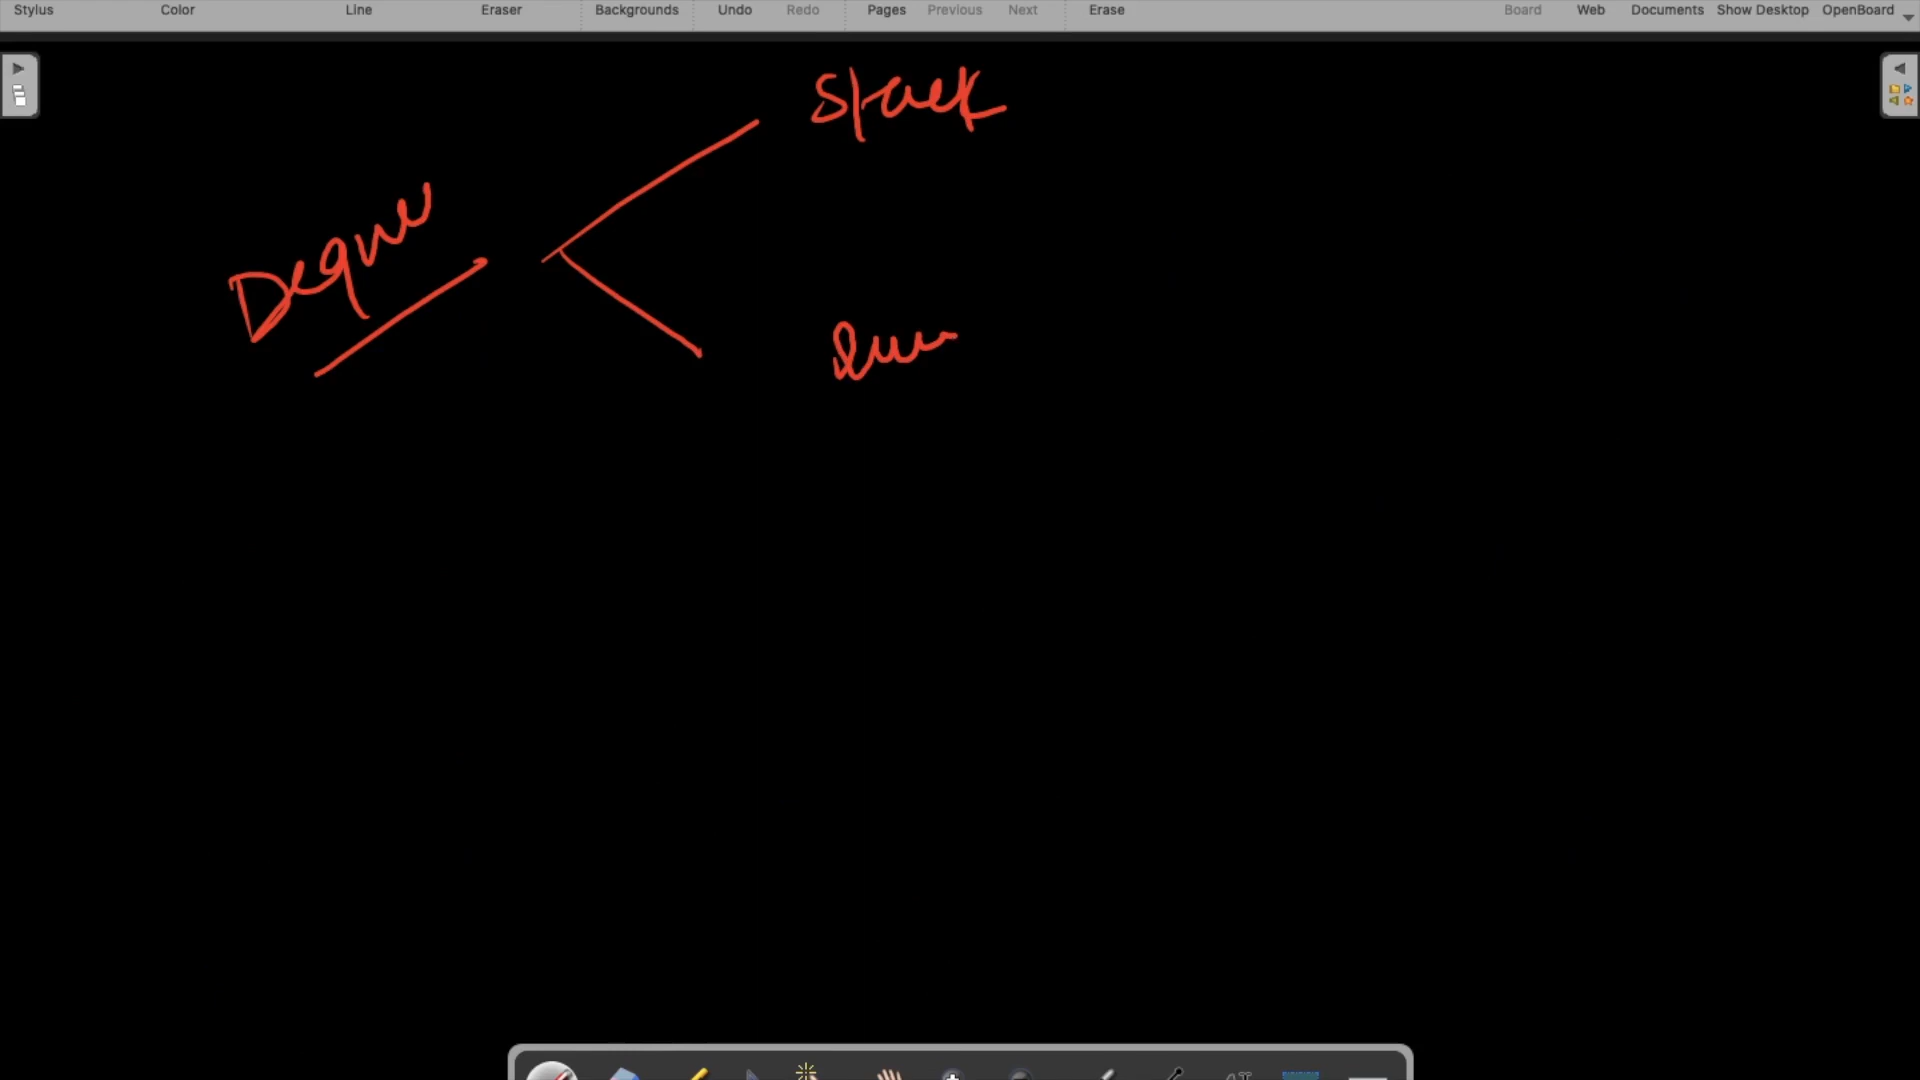 Stylus Color Line Eraser Backgrounds Undo Redo Pages Previous Next Erase Board Web Documents Show Desktop OpenBoard
Stack
Deque